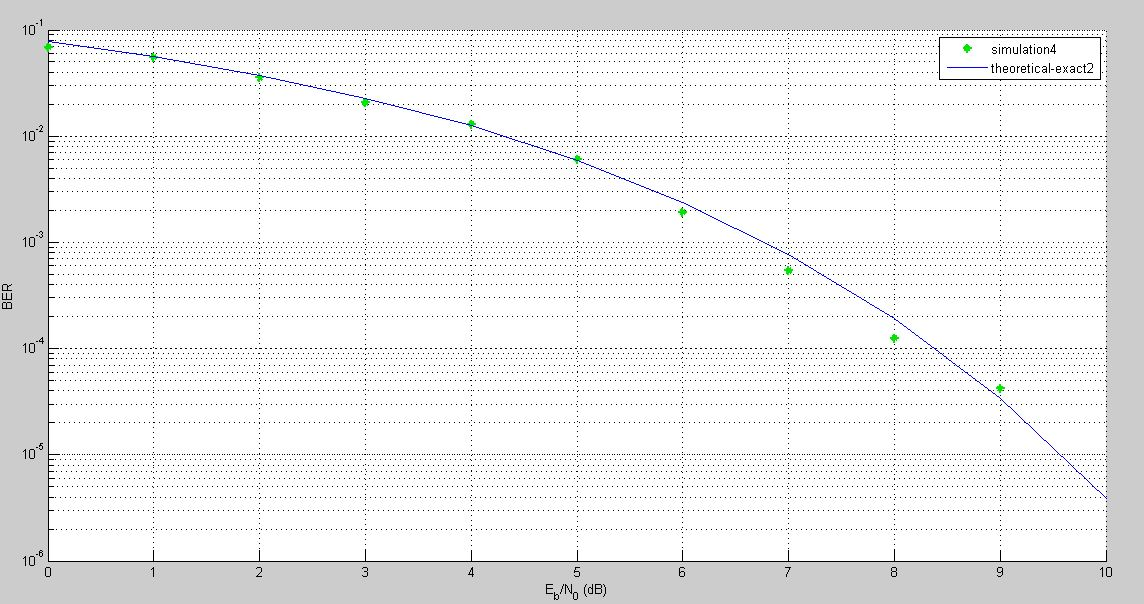 simulation4
theoretical-exact2
BER
10^-1
10^-2
10^-3
10^-4
10^-5
10^-6
0 1 2 3 4 5 6 7 8 9 10
E_b/N_0 (dB)